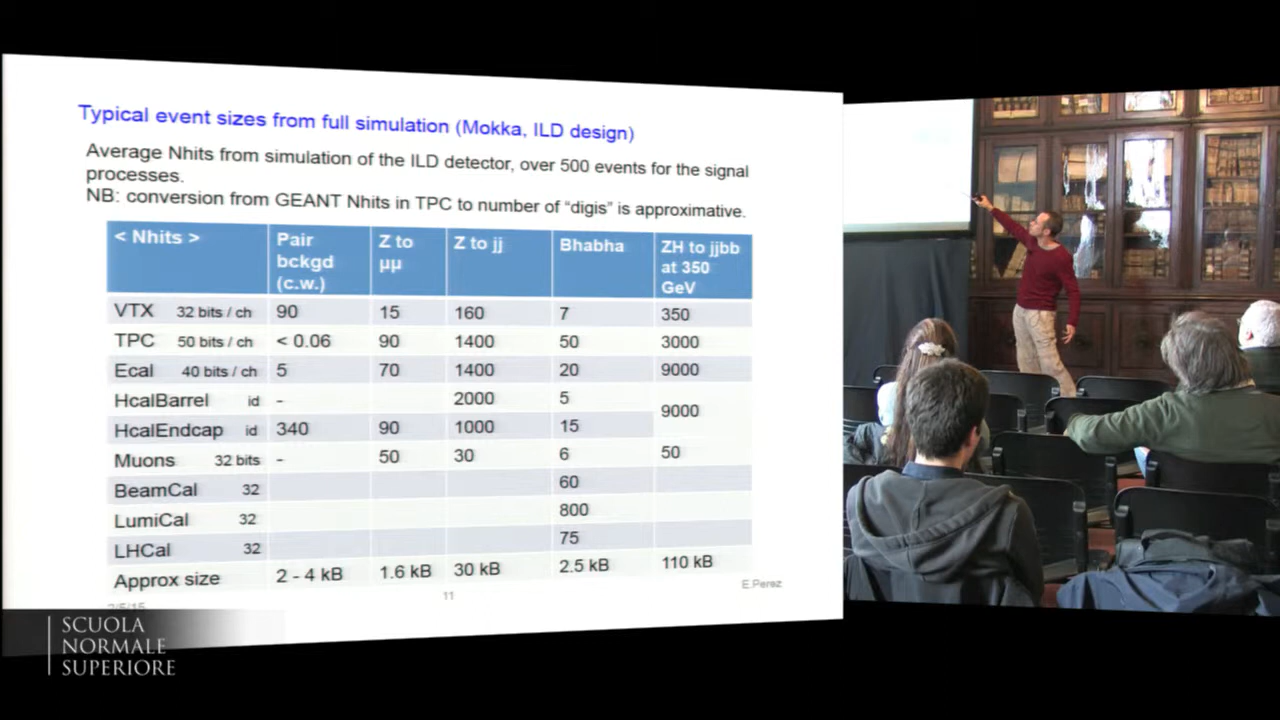 Typical event sizes from full simulation (Mokka, ILD design)
Average Nhits from simulation of the ILD detector, over 500 events for the signal
processes.
NB: conversion from GEANT Nhits in TPC to number of “digis” is approximative.
< Nhits > Pair bckgd (c.w.) Z to µµ Z to jj Bhabha ZH to jjbb at 350 GeV
VTX 32 bits / ch 90 15 160 7 350
TPC 50 bits / ch < 0.06 90 1400 50 3000
Ecal 40 bits / ch 5 70 1400 20 9000
HcalBarrel id - 2000 5 9000
HcalEndcap id 340 90 1000 15
Muons 32 bits - 50 30 6 50
BeamCal 32 60
LumiCal 32 800
LHCal 32 75
Approx size 2 - 4 kB 1.6 kB 30 kB 2.5 kB 110 kB
11
E.Perez
SCUOLA
NORMALE
SUPERIORE